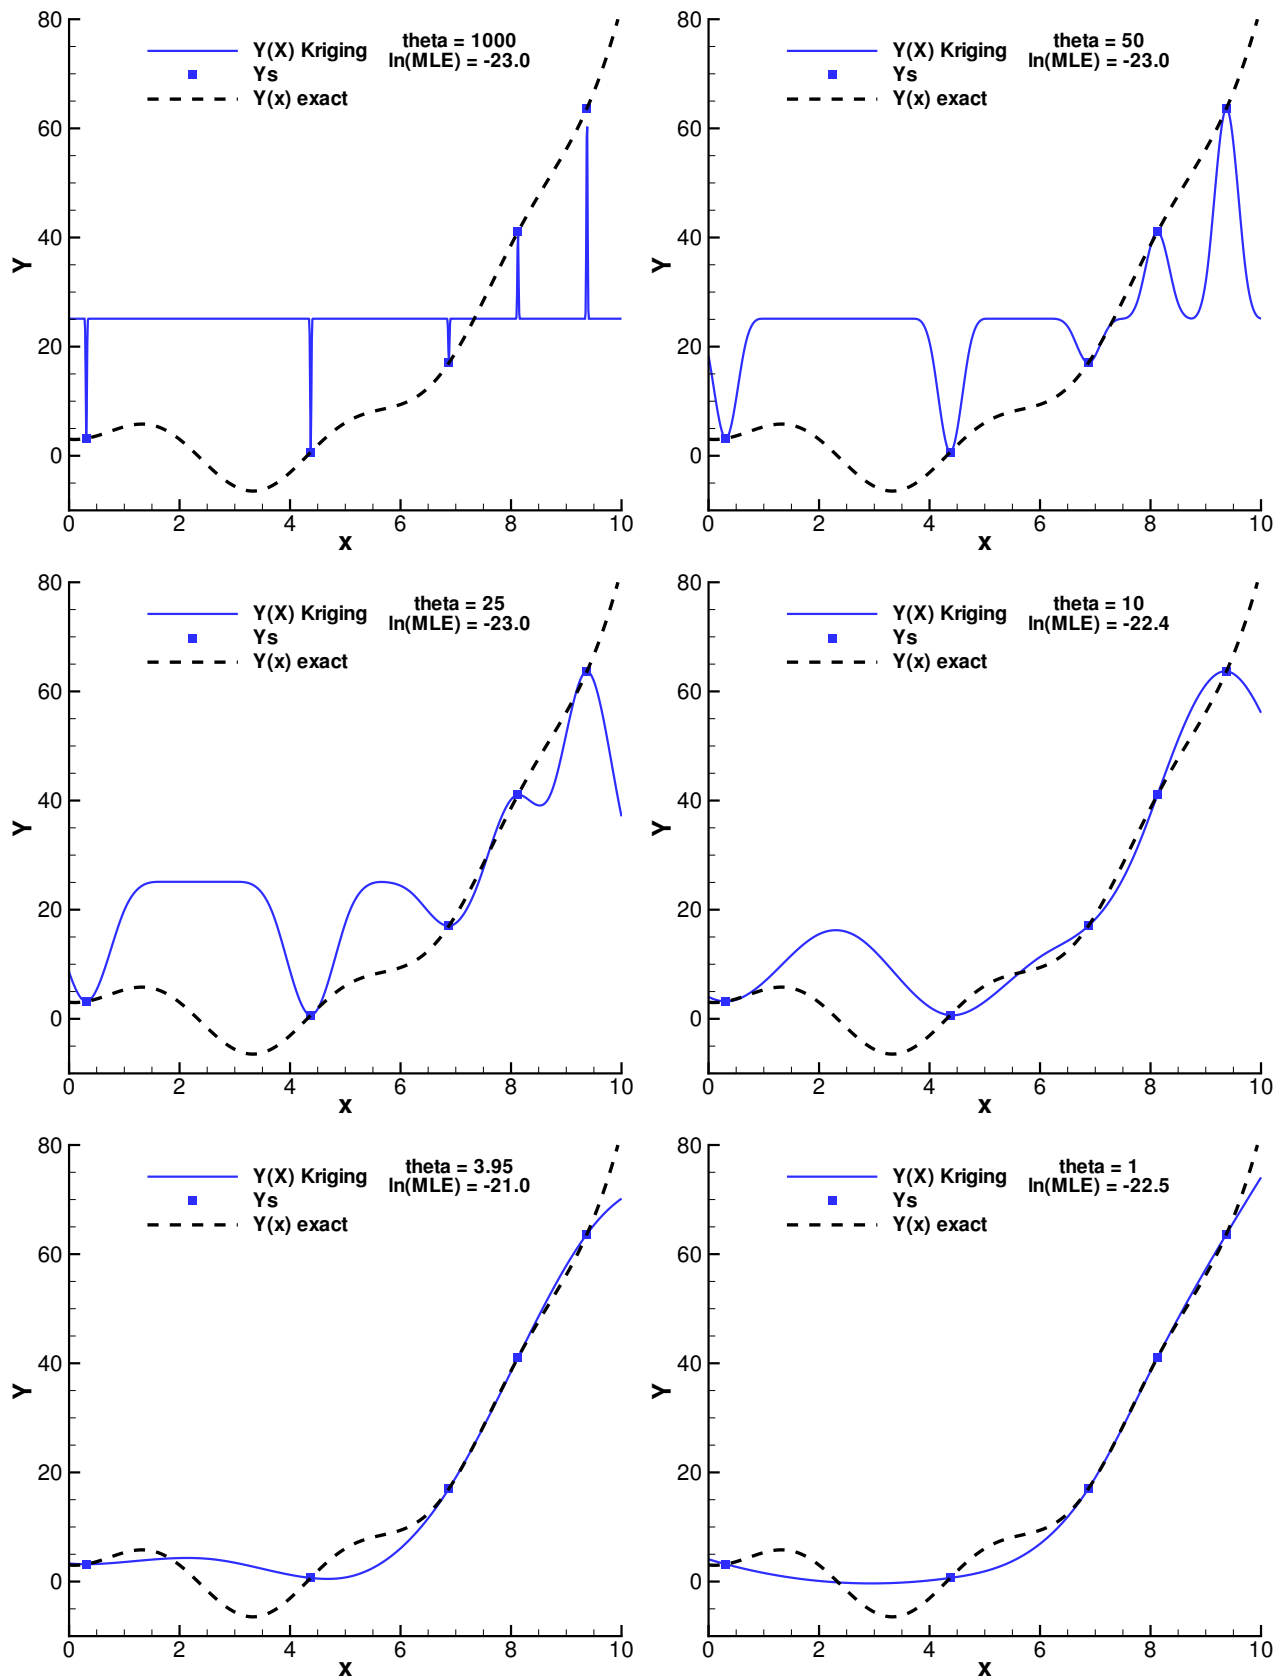 80
Y(X) Kriging
Ys
Y(x) exact
theta = 1000
ln(MLE) = -23.0
60
40
Y
20
0
0 2 4 6 8 10
X
80
Y(X) Kriging
Ys
Y(x) exact
theta = 50
ln(MLE) = -23.0
60
40
Y
20
0
0 2 4 6 8 10
X
80
Y(X) Kriging
Ys
Y(x) exact
theta = 25
ln(MLE) = -23.0
60
40
Y
20
0
0 2 4 6 8 10
X
80
Y(X) Kriging
Ys
Y(x) exact
theta = 10
ln(MLE) = -22.4
60
40
Y
20
0
0 2 4 6 8 10
X
80
Y(X) Kriging
Ys
Y(x) exact
theta = 3.95
ln(MLE) = -21.0
60
40
Y
20
0
0 2 4 6 8 10
X
80
Y(X) Kriging
Ys
Y(x) exact
theta = 1
ln(MLE) = -22.5
60
40
Y
20
0
0 2 4 6 8 10
X